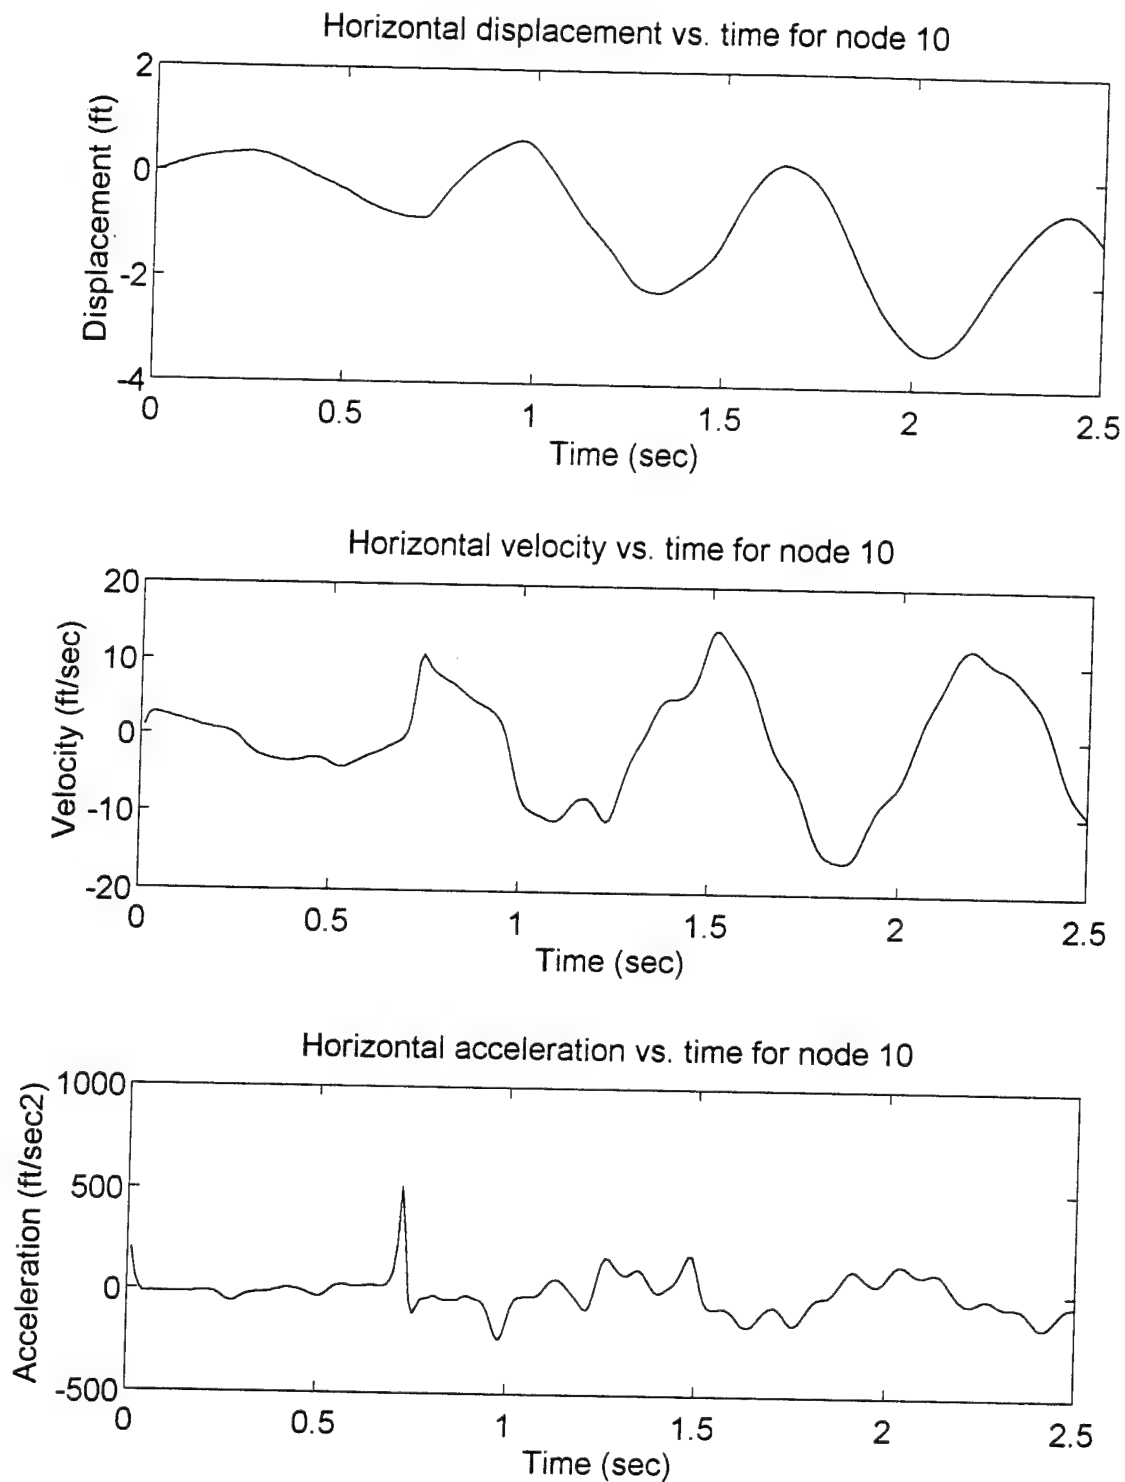 Horizontal displacement vs. time for node 10
2
0
-2
-4
Displacement (ft)
0 0.5 1 1.5 2 2.5
Time (sec)
Horizontal velocity vs. time for node 10
20
10
0
-10
-20
Velocity (ft/sec)
0 0.5 1 1.5 2 2.5
Time (sec)
Horizontal acceleration vs. time for node 10
1000
500
0
-500
Acceleration (ft/sec2)
0 0.5 1 1.5 2 2.5
Time (sec)